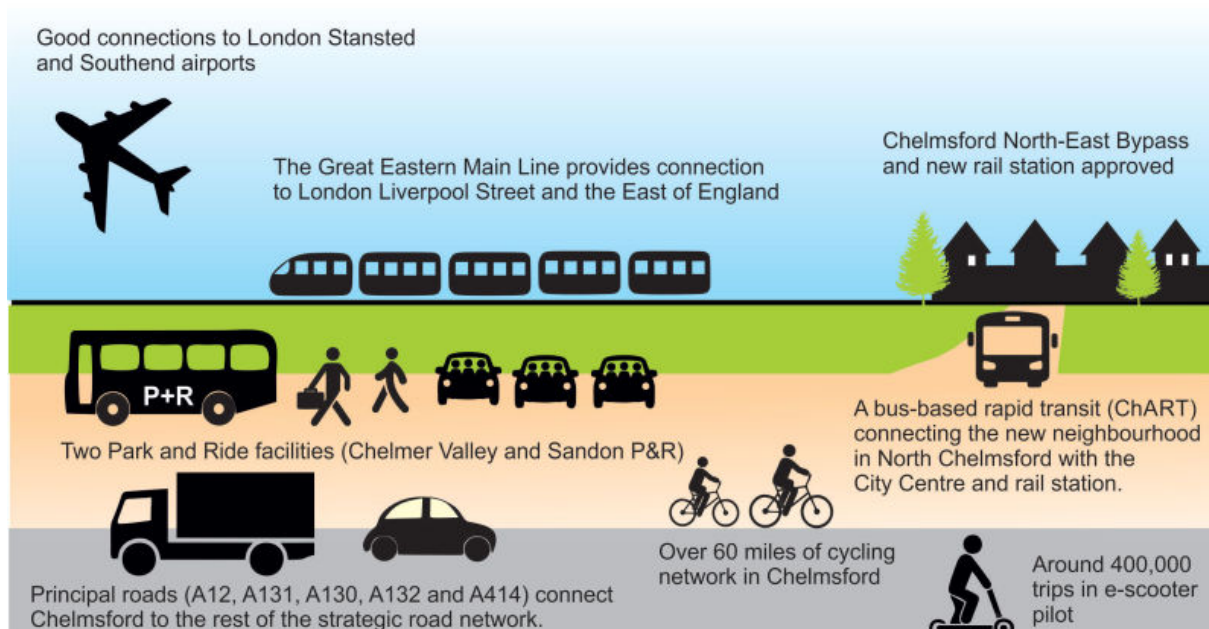 Good connections to London Stansted
and Southend airports
The Great Eastern Main Line provides connection
to London Liverpool Street and the East of England
Chelmsford North-East Bypass
and new rail station approved
P+R
Two Park and Ride facilities (Chelmer Valley and Sandon P&R)
A bus-based rapid transit (ChART)
connecting the new neighbourhood
in North Chelmsford with the
City Centre and rail station.
Principal roads (A12, A131, A130, A132 and A414) connect
Chelmsford to the rest of the strategic road network.
Over 60 miles of cycling
network in Chelmsford
Around 400,000
trips in e-scooter
pilot